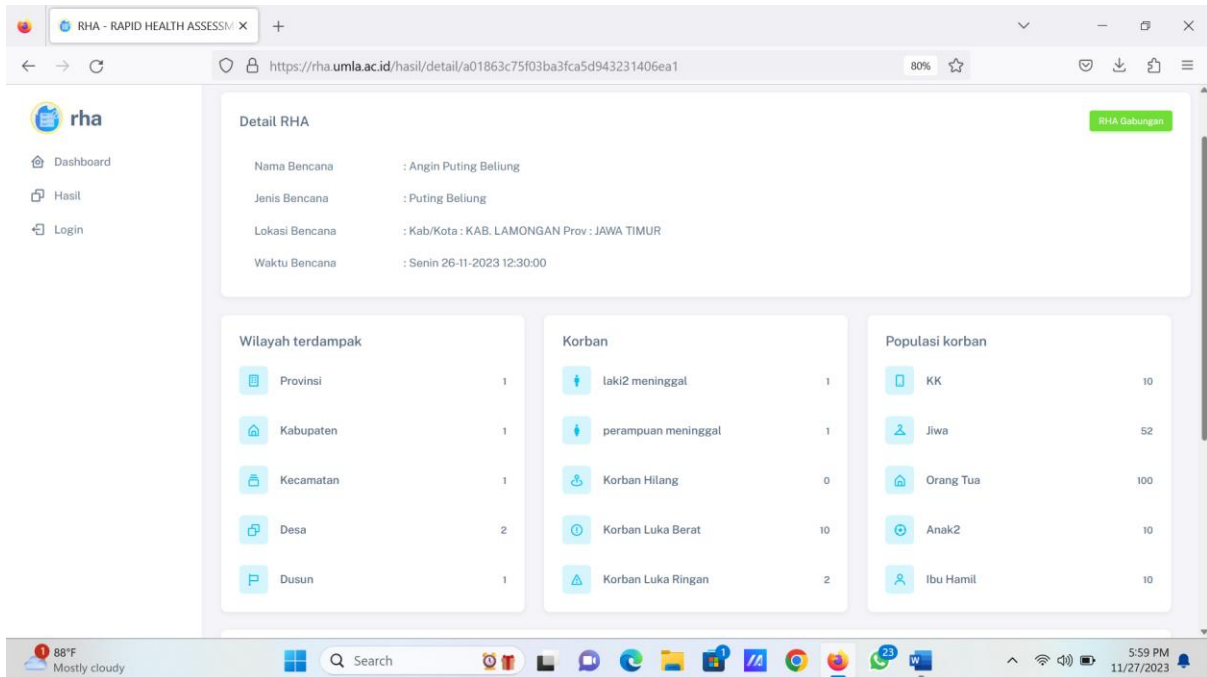 RHA - RAPID HEALTH ASSESSM
https://rha.umla.ac.id/hasil/detail/a01863c75f03ba3fca5d943231406ea1
80%
rha
Dashboard
Hasil
Login
Detail RHA
RHA Gabungan
Nama Bencana : Angin Puting Beliung
Jenis Bencana : Puting Beliung
Lokasi Bencana : Kab/Kota : KAB. LAMONGAN Prov : JAWA TIMUR
Waktu Bencana : Senin 26-11-2023 12:30:00
Wilayah terdampak
Provinsi 1
Kabupaten 1
Kecamatan 1
Desa 2
Dusun 1
Korban
laki2 meninggal 1
perampuan meninggal 1
Korban Hilang 0
Korban Luka Berat 10
Korban Luka Ringan 2
Populasi korban
KK 10
Jiwa 52
Orang Tua 100
Anak2 10
Ibu Hamil 10
1
88°F
Mostly cloudy
Search
1
23
5:59 PM
11/27/2023